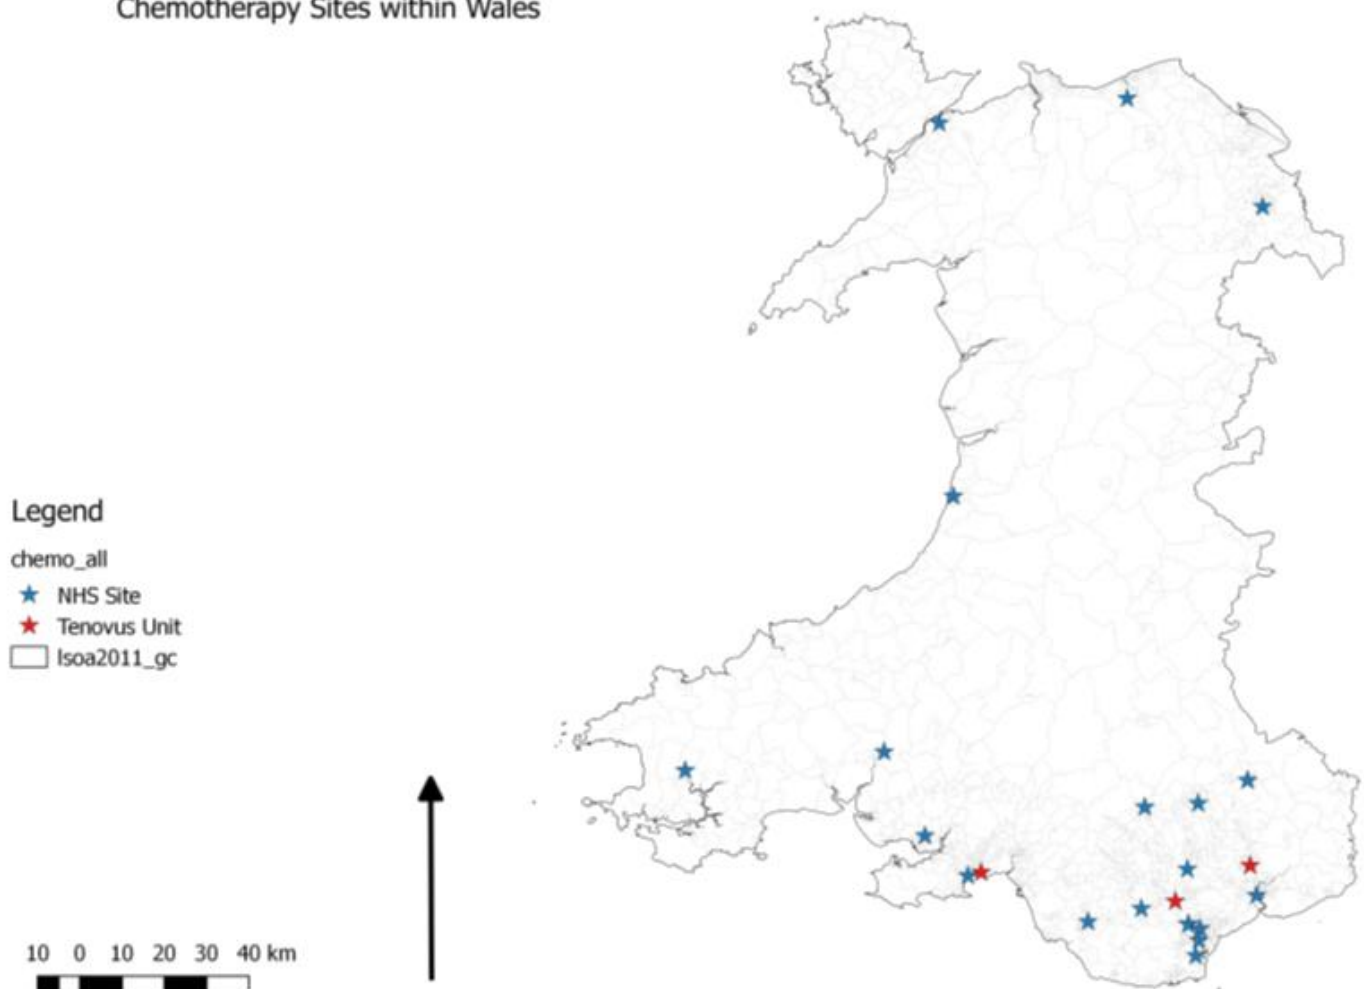 Chemotherapy Sites within Wales
Legend
chemo_all
NHS Site
Tenovus Unit
lsoa2011_gc
10 0 10 20 30 40 km